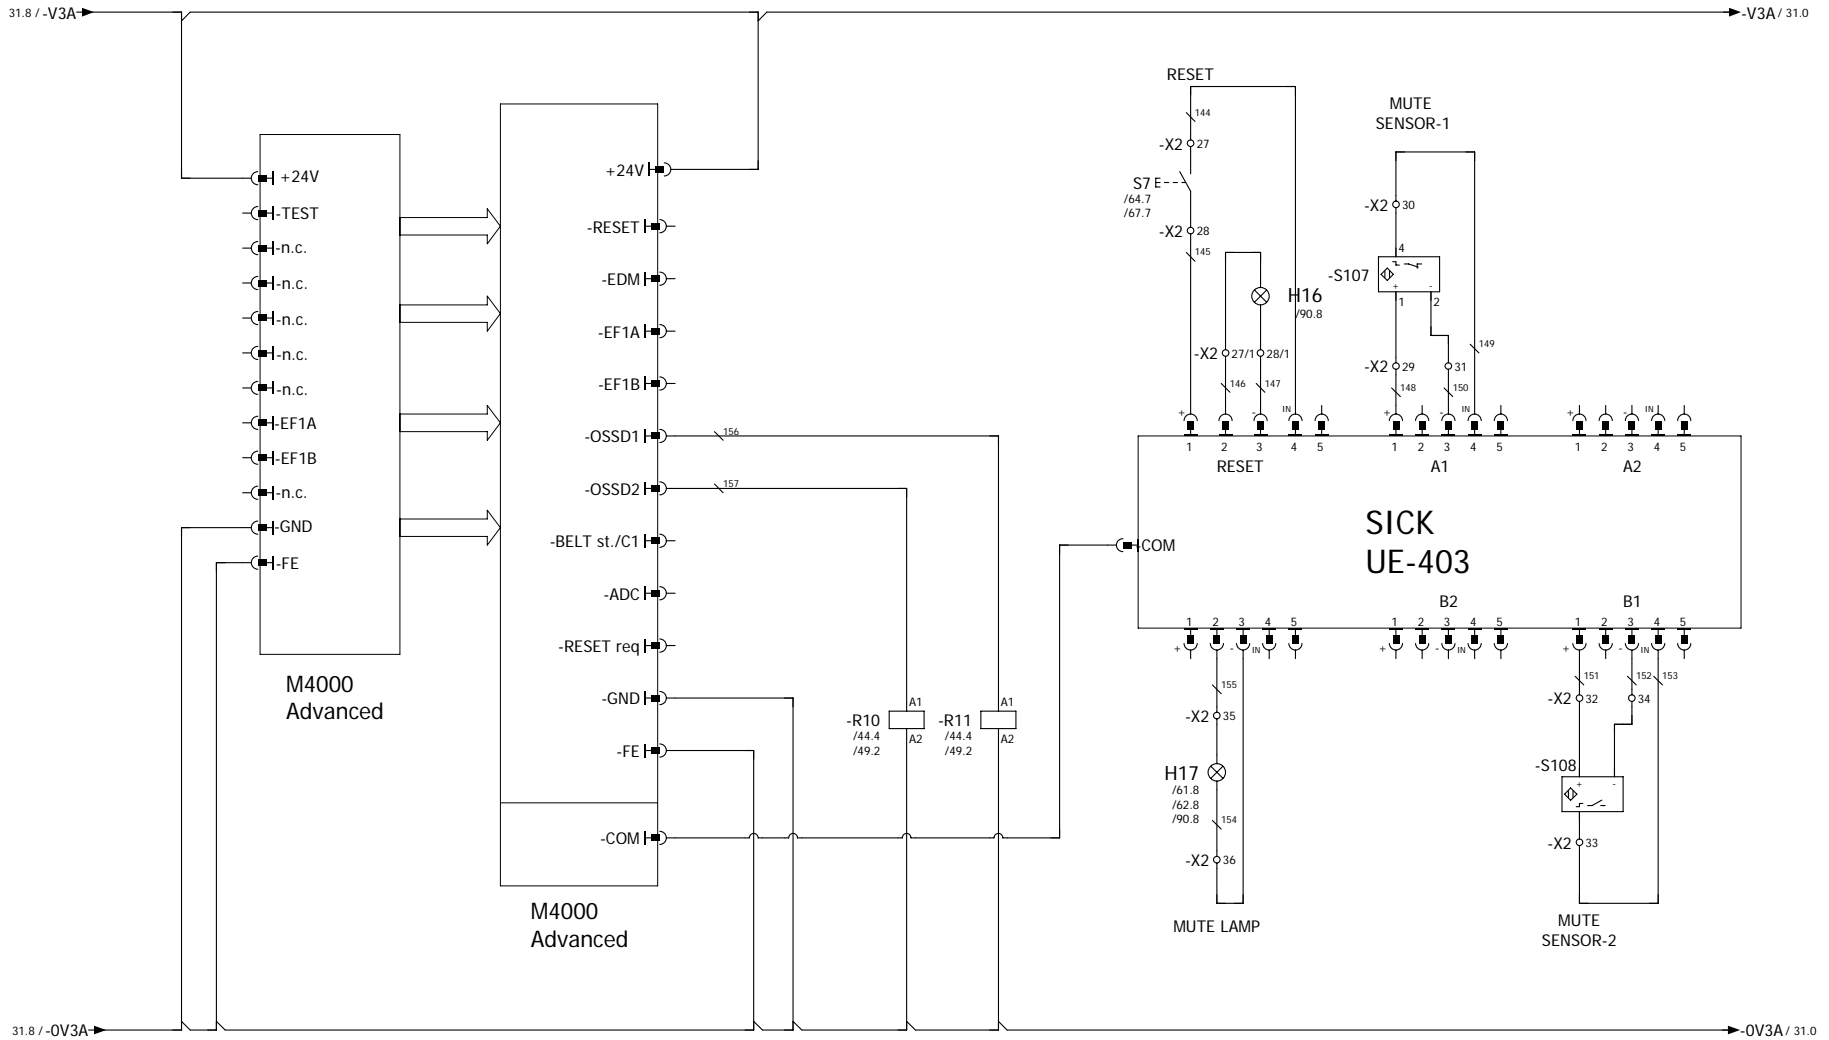 31.8 / -V3A
-V3A / 31.0
+24V
-TEST
-n.c.
-n.c.
-n.c.
-n.c.
-n.c.
-EF1A
-EF1B
-n.c.
-GND
-FE
M4000
Advanced
+24V
-RESET
-EDM
-EF1A
-EF1B
-OSSD1
-OSSD2
-BELT st./C1
-ADC
-RESET req
-GND
-FE
-COM
M4000
Advanced
156
157
-R10
/44.4
/49.2
A1
A2
-R11
/44.4
/49.2
A1
A2
RESET
144
-X2 27
S7 E
/64.7
/67.7
-X2 28
145
H16
/90.8
-X2 27/1 28/1
146 147
MUTE
SENSOR-1
-X2 30
4
-S107
+ -
1 2
-X2 29 31
148 150 149
+ - IN
1 2 3 4 5
RESET
+ - IN
1 2 3 4 5
A1
+ - IN
1 2 3 4 5
A2
SICK
UE-403
COM
1 2 3 4 5
+ - IN
B2
1 2 3 4 5
+ - IN
B1
1 2 3 4 5
+ - IN
155
-X2 35
H17
/61.8
/62.8
/90.8
154
-X2 36
MUTE LAMP
151 152 153
-X2 32 34
-S108
+ -
-X2 33
MUTE
SENSOR-2
31.8 / -0V3A
-0V3A / 31.0